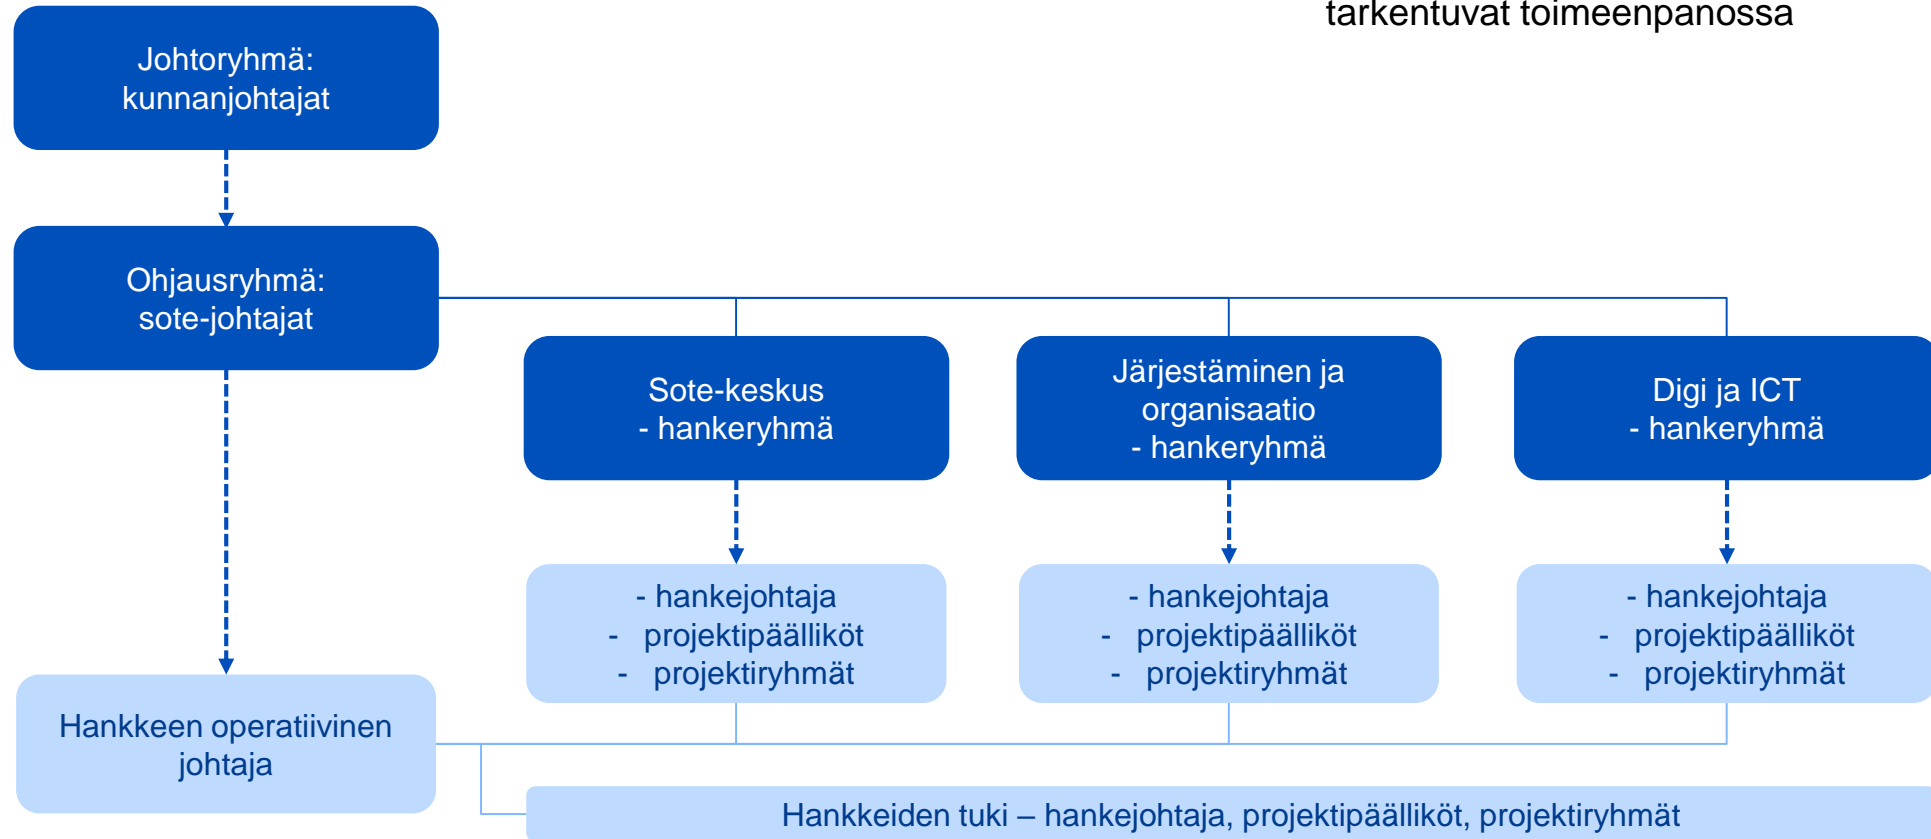 tarkentuvat toimeenpanossa
Johtoryhmä:
kunnanjohtajat
Ohjausryhmä:
sote-johtajat
Sote-keskus
- hankeryhmä
Järjestäminen ja
organisaatio
- hankeryhmä
Digi ja ICT
- hankeryhmä
- hankejohtaja
- projektipäälliköt
- projektiryhmät
- hankejohtaja
- projektipäälliköt
- projektiryhmät
- hankejohtaja
- projektipäälliköt
- projektiryhmät
Hankkeen operatiivinen
johtaja
Hankkeiden tuki – hankejohtaja, projektipäälliköt, projektiryhmät